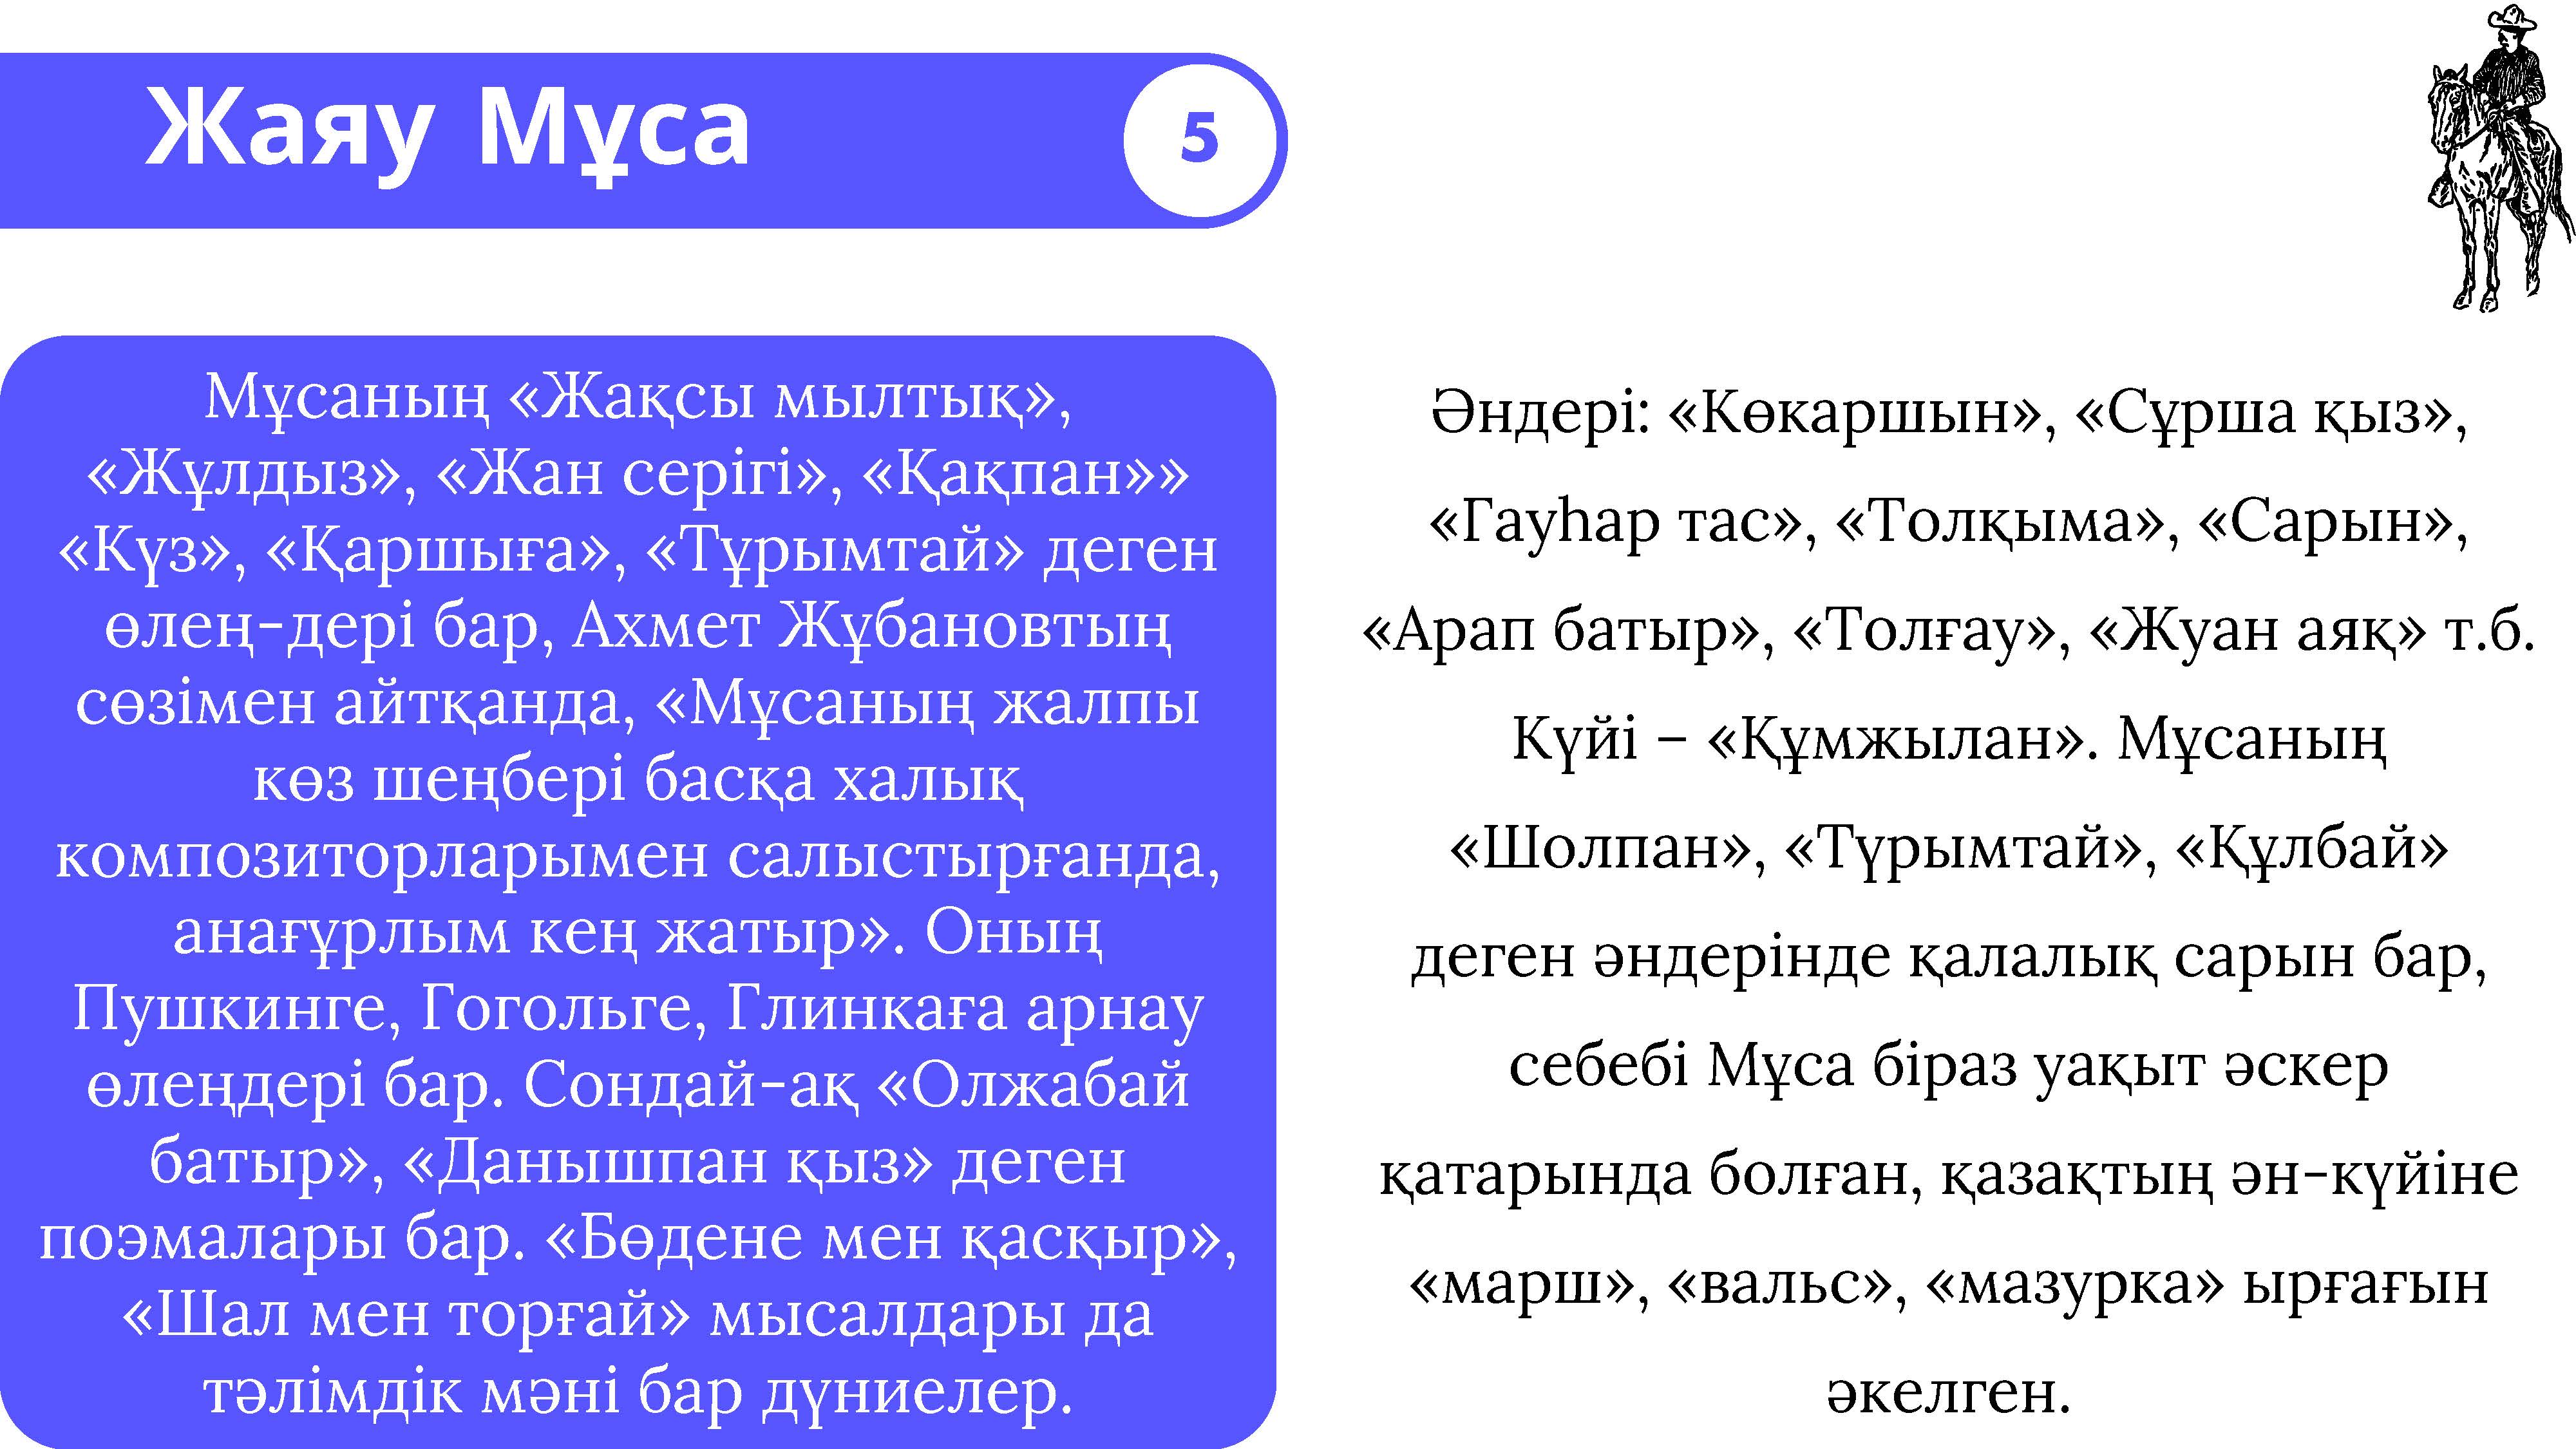 Жаяу Мұса
5
Мұсаның «Жақсы мылтық»,
«Жұлдыз», «Жан серігі», «Қақпан»»
«Күз», «Қаршыға», «Тұрымтай» деген
өлең-дері бар, Ахмет Жұбановтың
сөзімен айтқанда, «Мұсаның жалпы
көз шеңбері басқа халық
композиторларымен салыстырғанда,
анағұрлым кең жатыр». Оның
Пушкинге, Гогольге, Глинкаға арнау
өлеңдері бар. Сондай-ақ «Олжабай
батыр», «Данышпан қыз» деген
поэмалары бар. «Бөдене мен қасқыр»,
«Шал мен торғай» мысалдары да
тәлімдік мәні бар дүниелер.
Әндері: «Көкаршын», «Сұрша қыз»,
«Гауһар тас», «Толқыма», «Сарын»,
«Арап батыр», «Толғау», «Жуан аяқ» т.б.
Күйі – «Құмжылан». Мұсаның
«Шолпан», «Түрымтай», «Құлбай»
деген әндерінде қалалық сарын бар,
себебі Мұса біраз уақыт әскер
қатарында болған, қазақтың ән-күйіне
«марш», «вальс», «мазурка» ырғағын
әкелген.